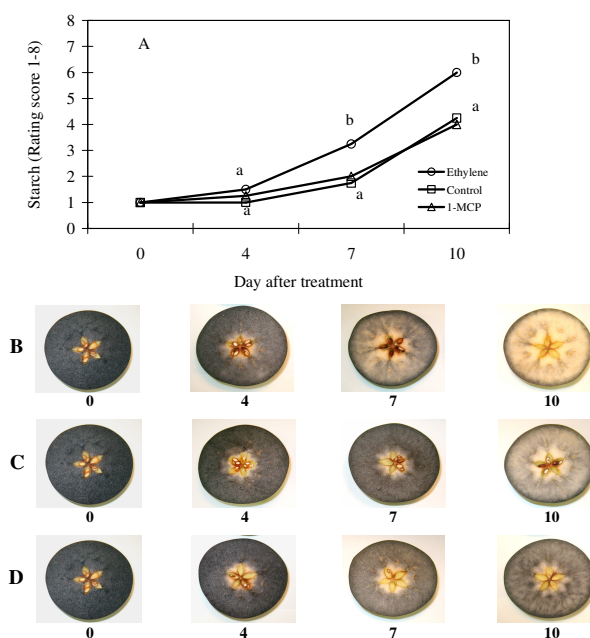 8
A
7
b
6
b
5
a
4
3
a
Ethylene
2
Control
a
1
a
1-MCP
0
0 4 7 10
Starch (Rating score 1-8)
Day after treatment
B
0 4 7 10
C
0 4 7 10
D
0 4 7 10